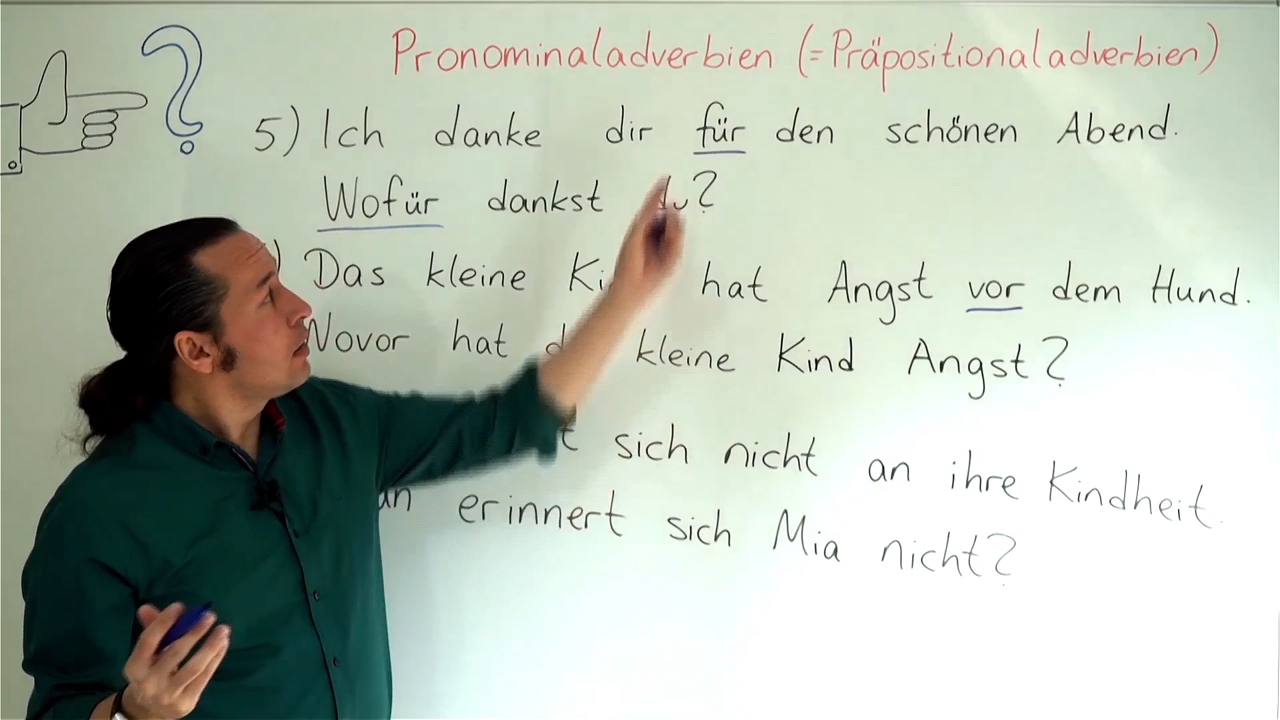 Pronominaladverbien (=Präpositionaladverbien)
5) Ich danke dir für den schönen Abend.
Wofür dankst du?
) Das kleine hat Angst vor dem Hund.
Wovor hat kleine Kind Angst?
sich nicht an ihre Kindheit.
erinnert sich Mia nicht?